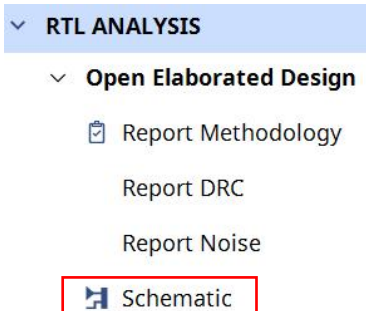 RTL ANALYSIS
Open Elaborated Design
Report Methodology
Report DRC
Report Noise
Schematic